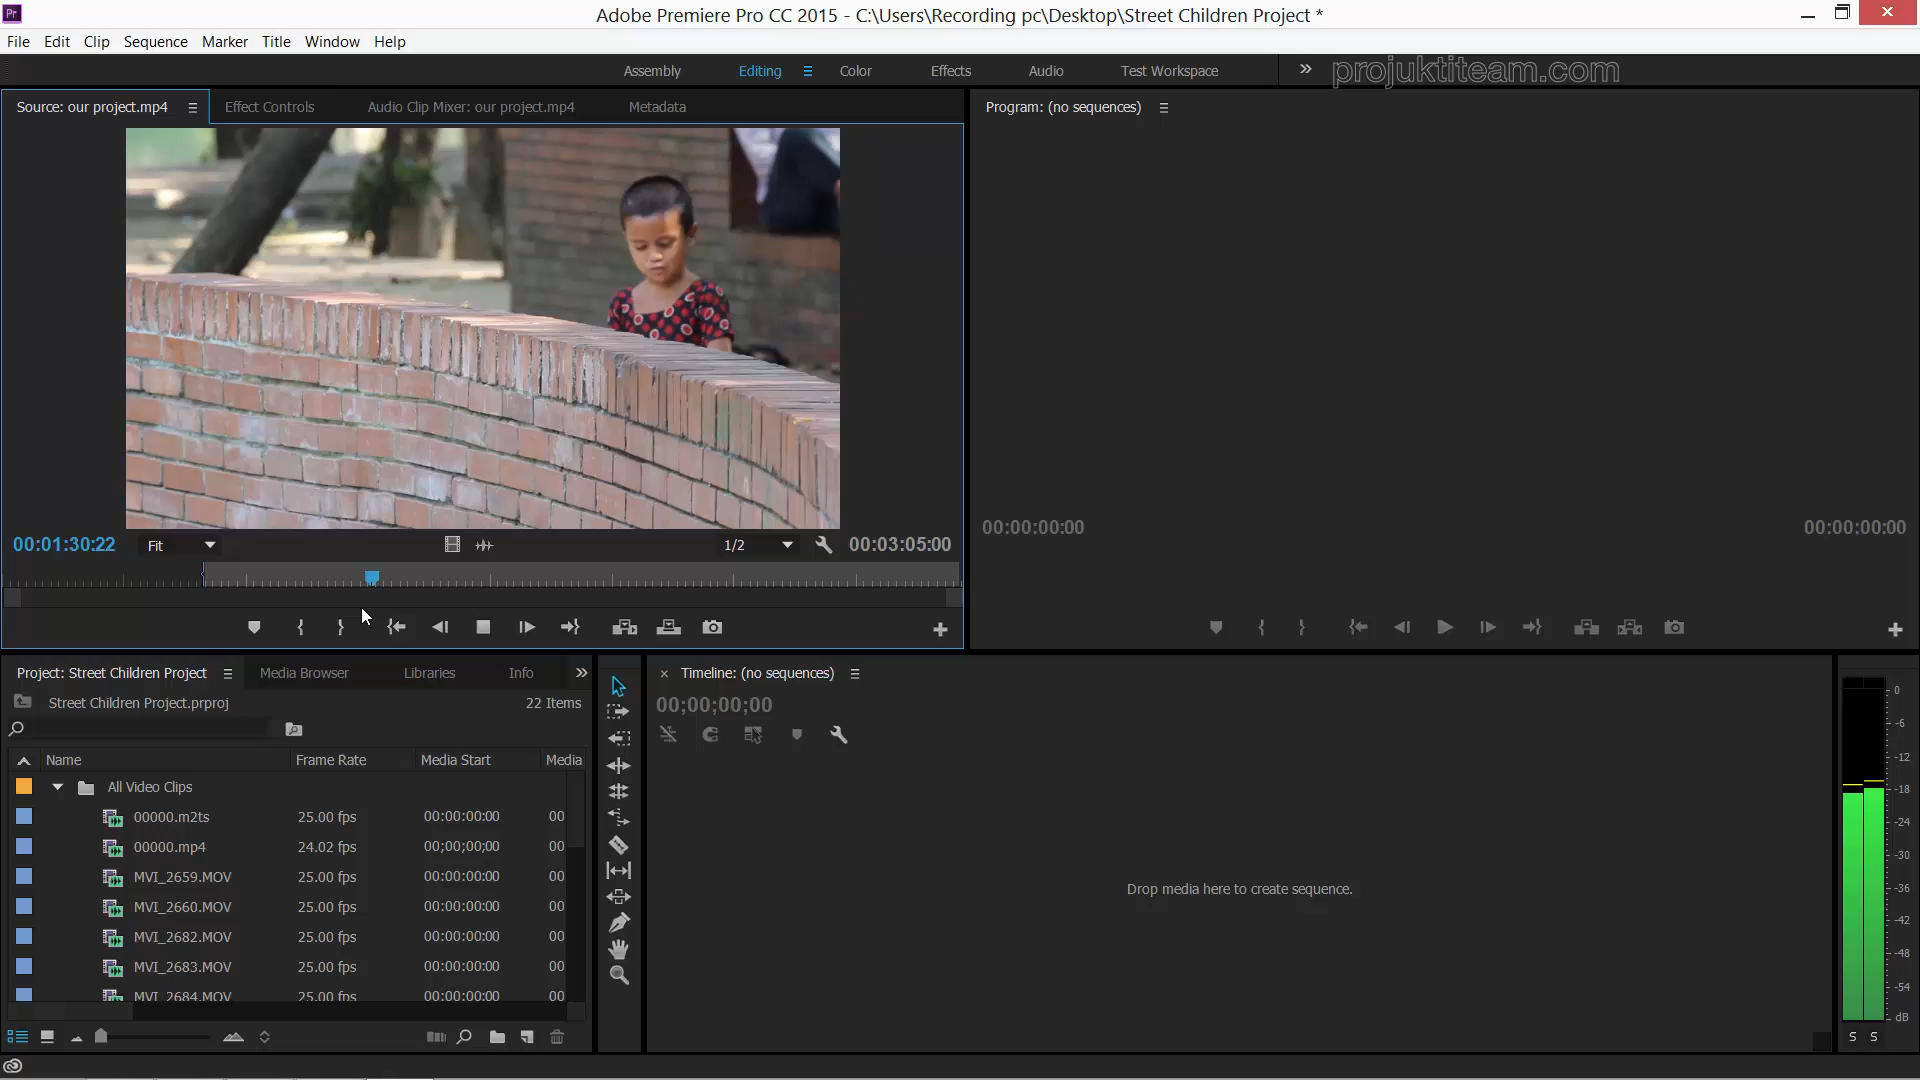 Pr
Adobe Premiere Pro CC 2015 - C:\Users\Recording pc\Desktop\Street Children Project *
File Edit Clip Sequence Marker Title Window Help
Assembly Editing Color Effects Audio Test Workspace
projuktiteam.com
Source: our project.mp4 Effect Controls Audio Clip Mixer: our project.mp4 Metadata
Program: (no sequences)
00:01:30:22 Fit 1/2 00:03:05:00
00:00:00:00 00:00:00:00
Project: Street Children Project Media Browser Libraries Info
Street Children Project.prproj 22 Items
Name Frame Rate Media Start Media
All Video Clips
00000.m2ts 25.00 fps 00:00:00:00 00
00000.mp4 24.02 fps 00;00;00;00 00
MVI_2659.MOV 25.00 fps 00:00:00:00 00
MVI_2660.MOV 25.00 fps 00:00:00:00 00
MVI_2682.MOV 25.00 fps 00:00:00:00 00
MVI_2683.MOV 25.00 fps 00:00:00:00 00
MVI_2684.MOV 25.00 fps 00:00:00:00 00
Timeline: (no sequences)
00;00;00;00
Drop media here to create sequence.
0
-6
-12
-18
-24
-30
-36
-42
-48
-54
dB
S S